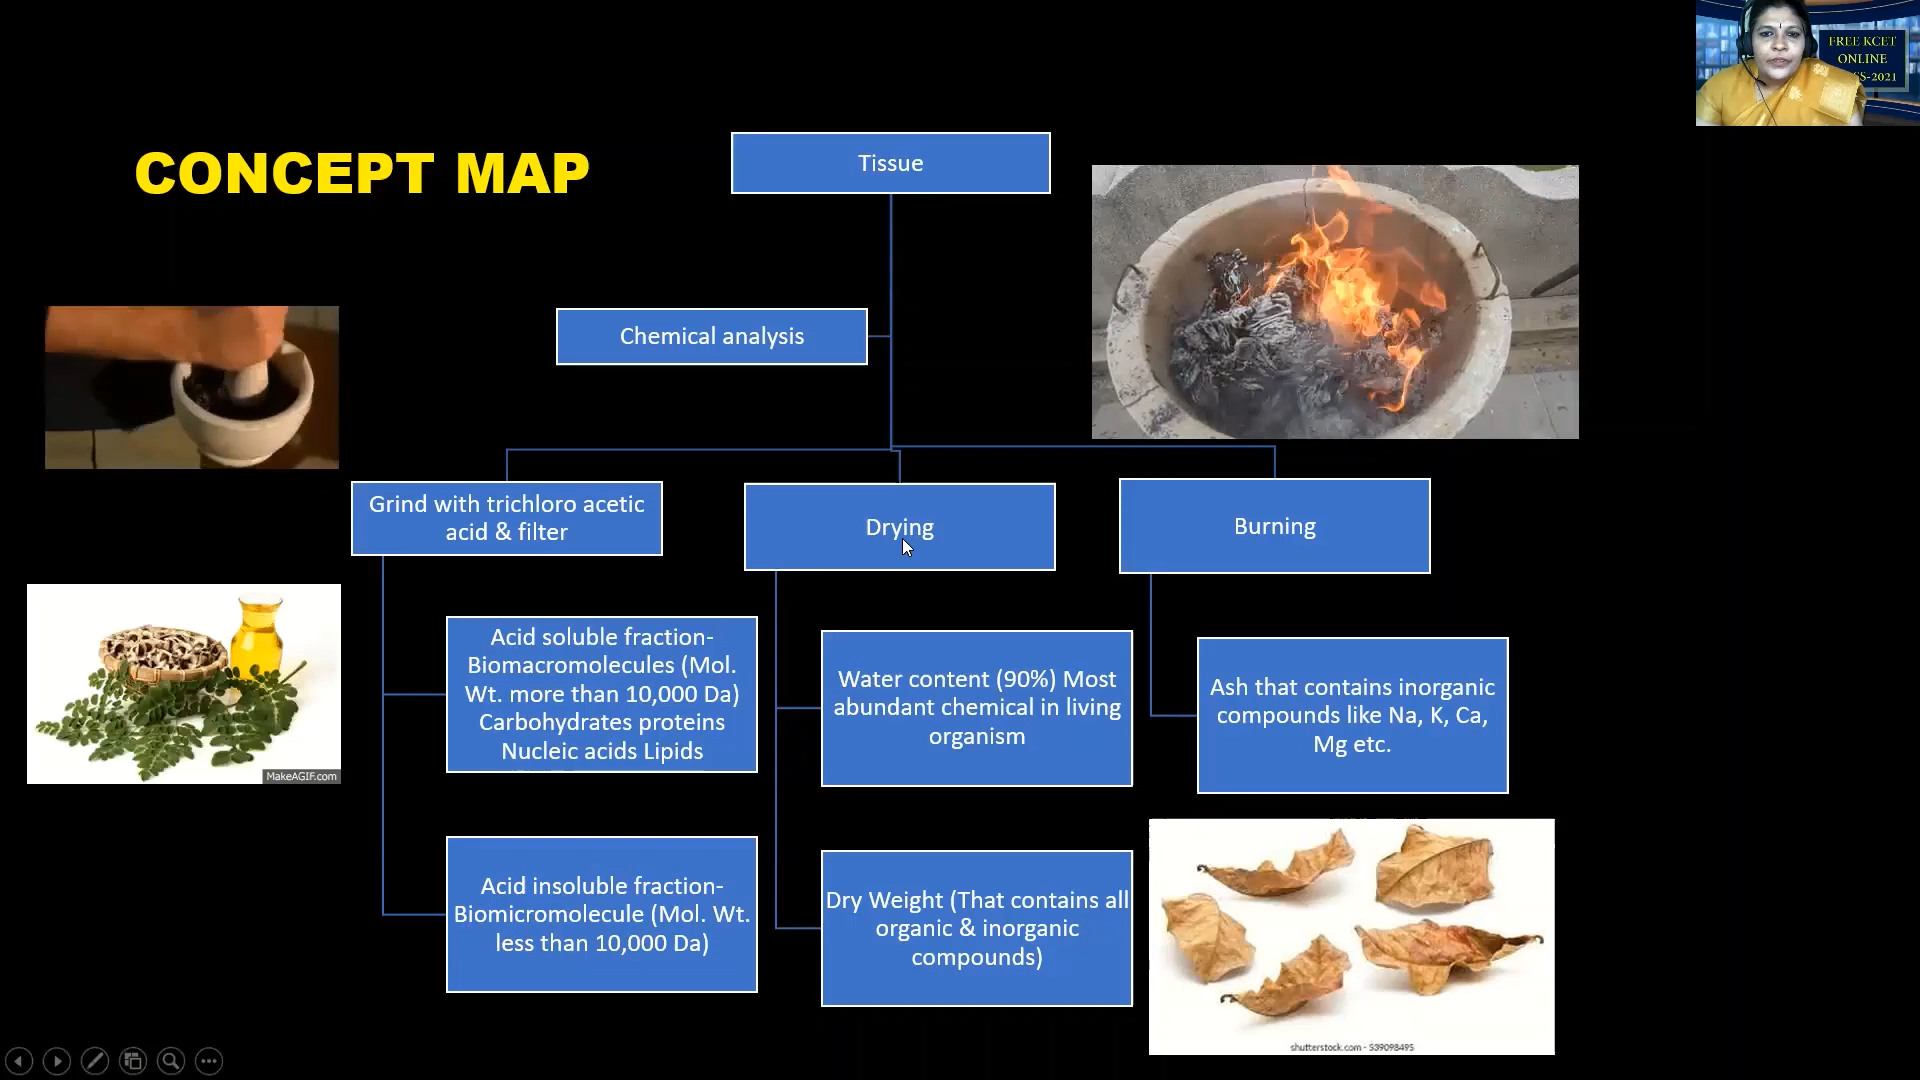 FREE KCET
ONLINE
SS-2021
CONCEPT MAP
Tissue
Chemical analysis
Grind with trichloro acetic
acid & filter
Drying
Burning
Acid soluble fraction-
Biomacromolecules (Mol.
Wt. more than 10,000 Da)
Carbohydrates proteins
Nucleic acids Lipids
Water content (90%) Most
abundant chemical in living
organism
Ash that contains inorganic
compounds like Na, K, Ca,
Mg etc.
MakeAGIF.com
Acid insoluble fraction-
Biomicromolecule (Mol. Wt.
less than 10,000 Da)
Dry Weight (That contains all
organic & inorganic
compounds)
shutterstock.com - 539098495